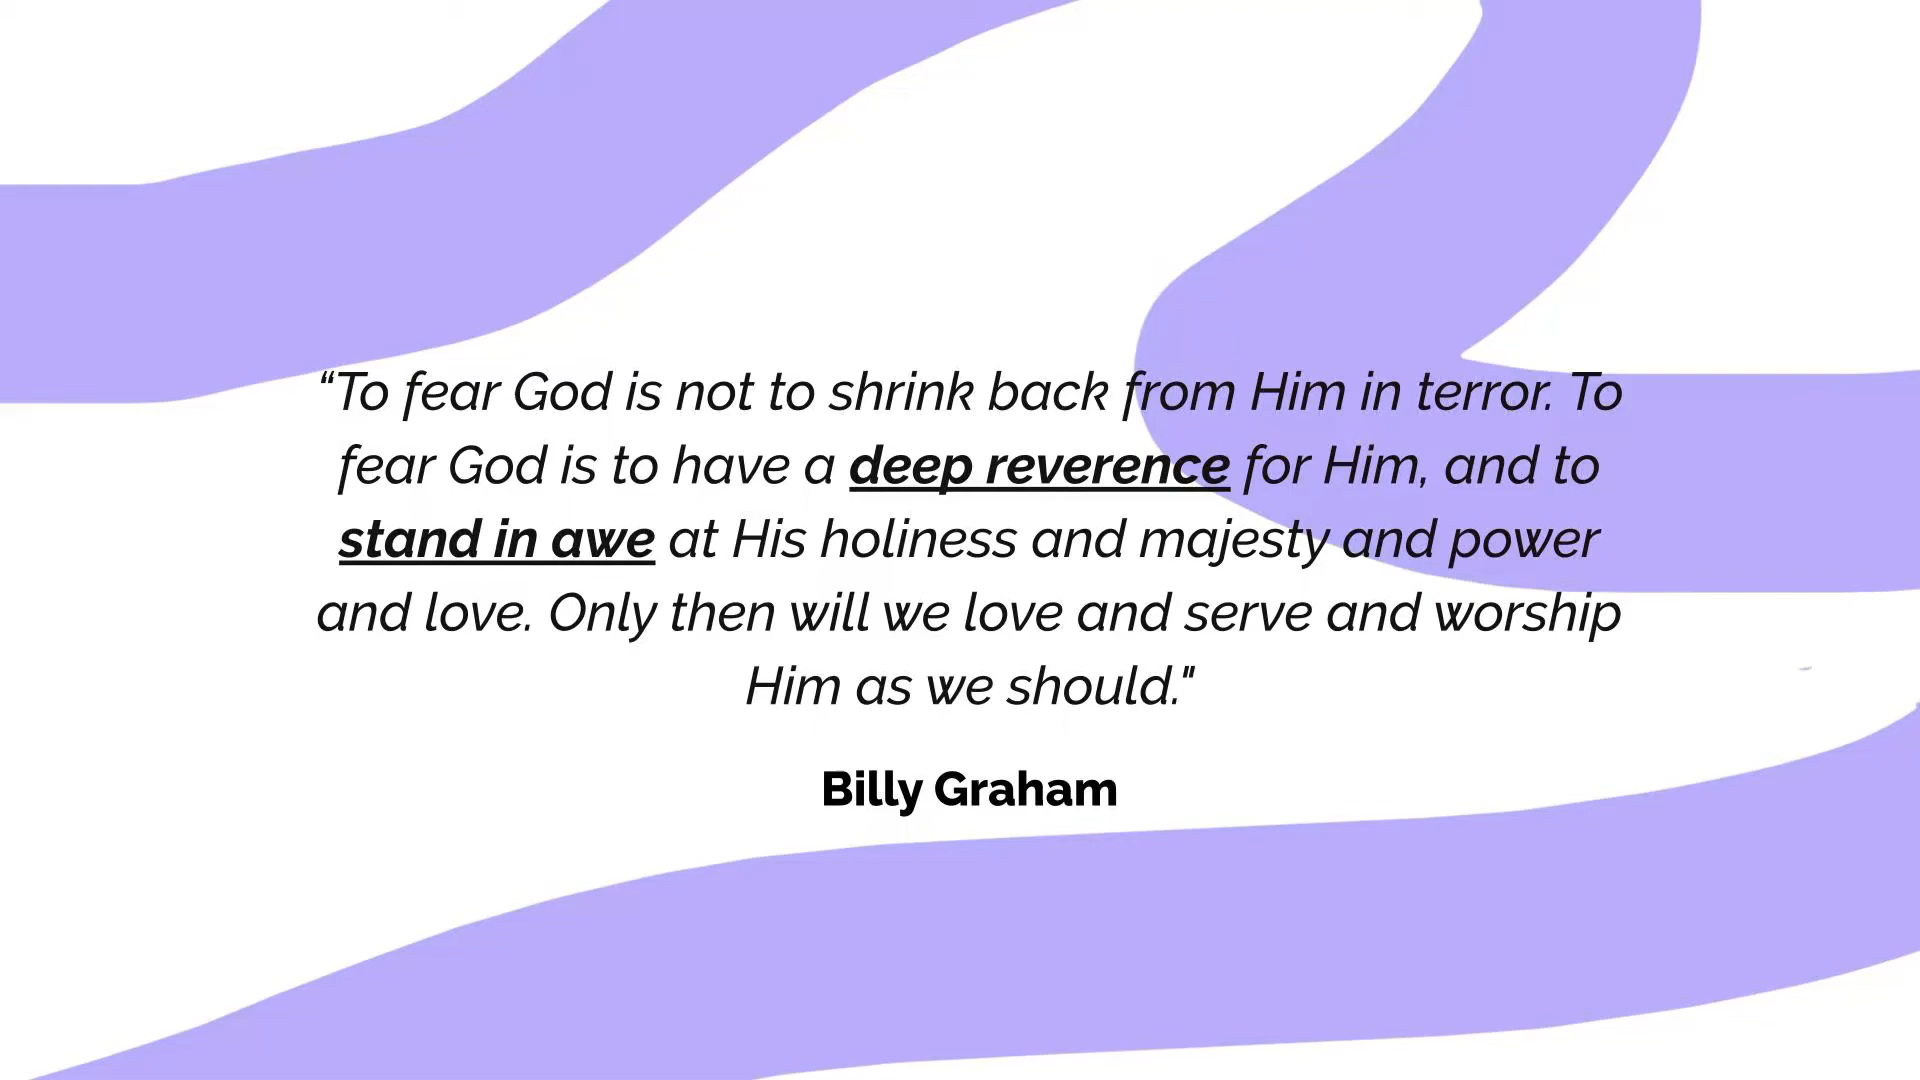 “To fear God is not to shrink back from Him in terror. To
fear God is to have a deep reverence for Him, and to
stand in awe at His holiness and majesty and power
and love. Only then will we love and serve and worship
Him as we should."
Billy Graham